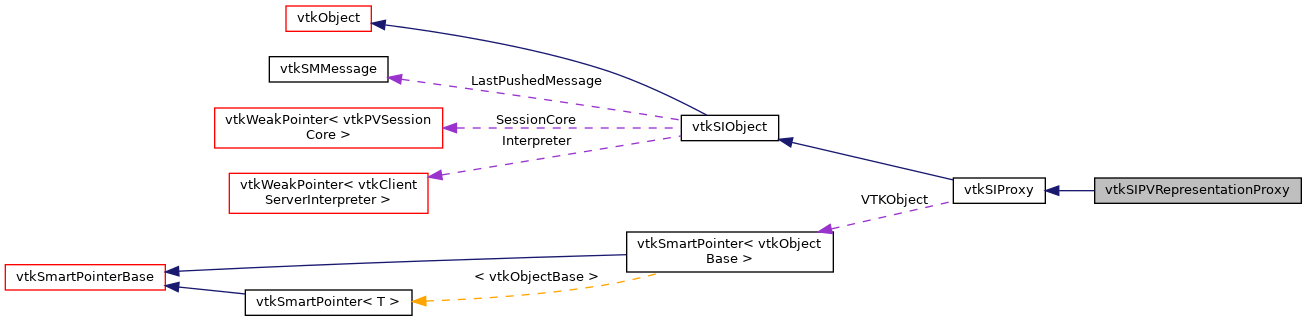 vtkObject
vtkSMMessage
LastPushedMessage
vtkWeakPointer< vtkPVSession
Core >
SessionCore
vtkSIObject
Interpreter
vtkWeakPointer< vtkClient
ServerInterpreter >
vtkSIProxy
vtkSIPVRepresentationProxy
VTKObject
vtkSmartPointer< vtkObject
Base >
vtkSmartPointerBase
< vtkObjectBase >
vtkSmartPointer< T >